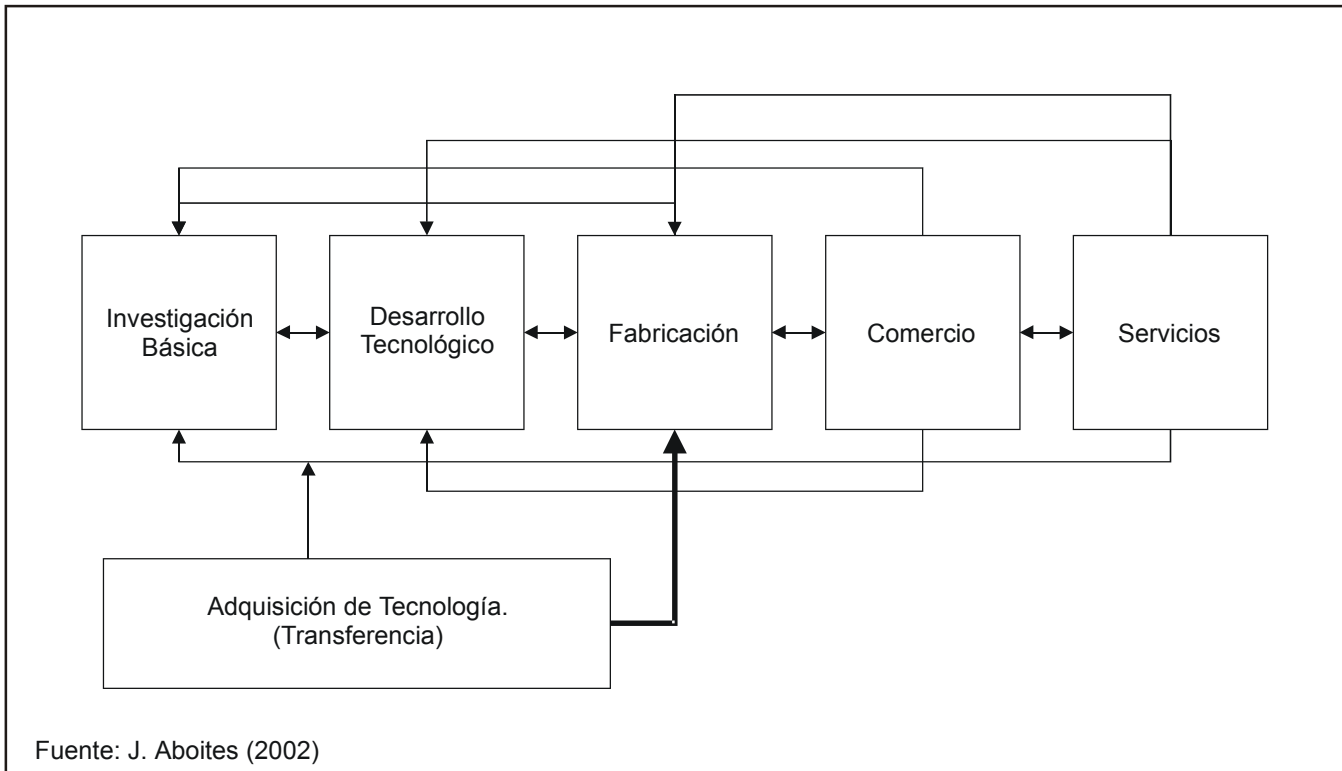 Investigación
Básica
Desarrollo
Tecnológico
Fabricación
Comercio
Servicios
Adquisición de Tecnología.
(Transferencia)
Fuente: J. Aboites (2002)